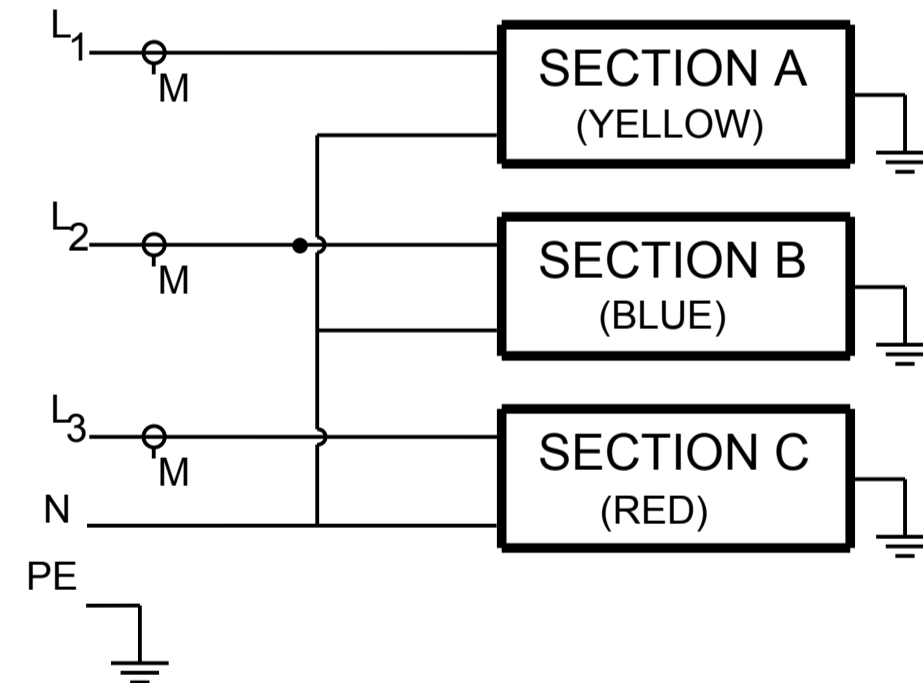 L1
M
SECTION A
(YELLOW)
L2
M
SECTION B
(BLUE)
L3
M
SECTION C
(RED)
N
PE